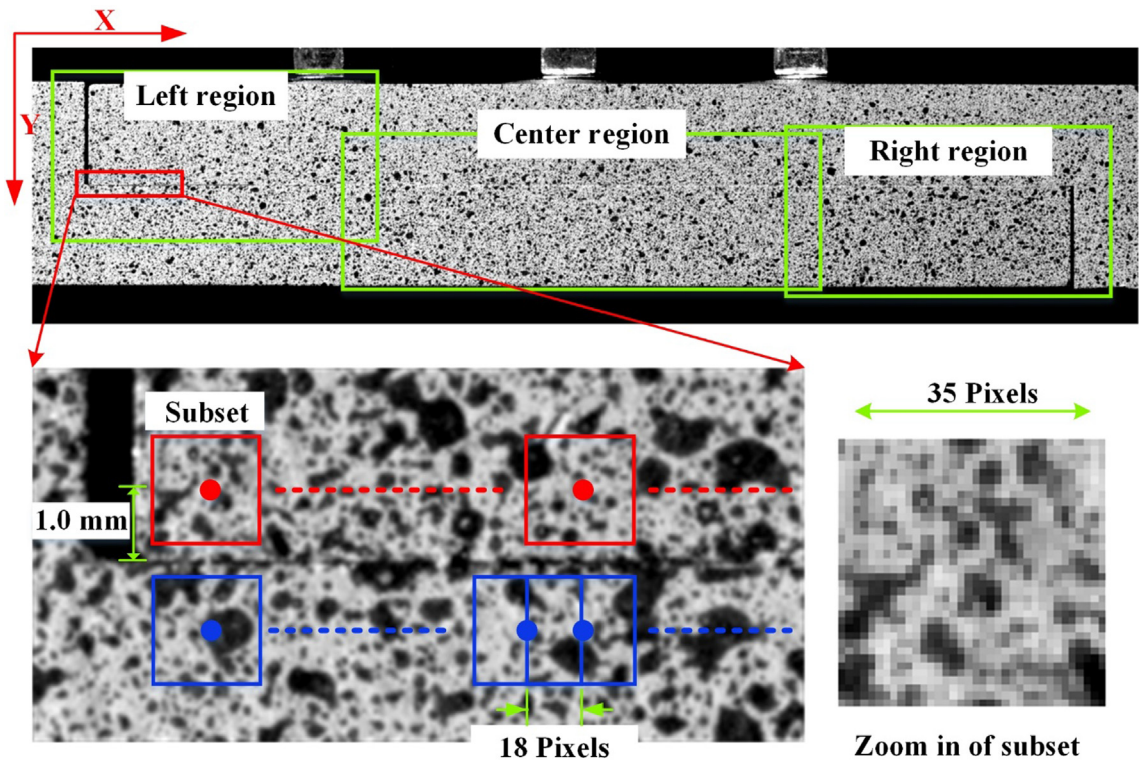 X
Y
Left region
Center region
Right region
Subset
1.0 mm
18 Pixels
35 Pixels
Zoom in of subset